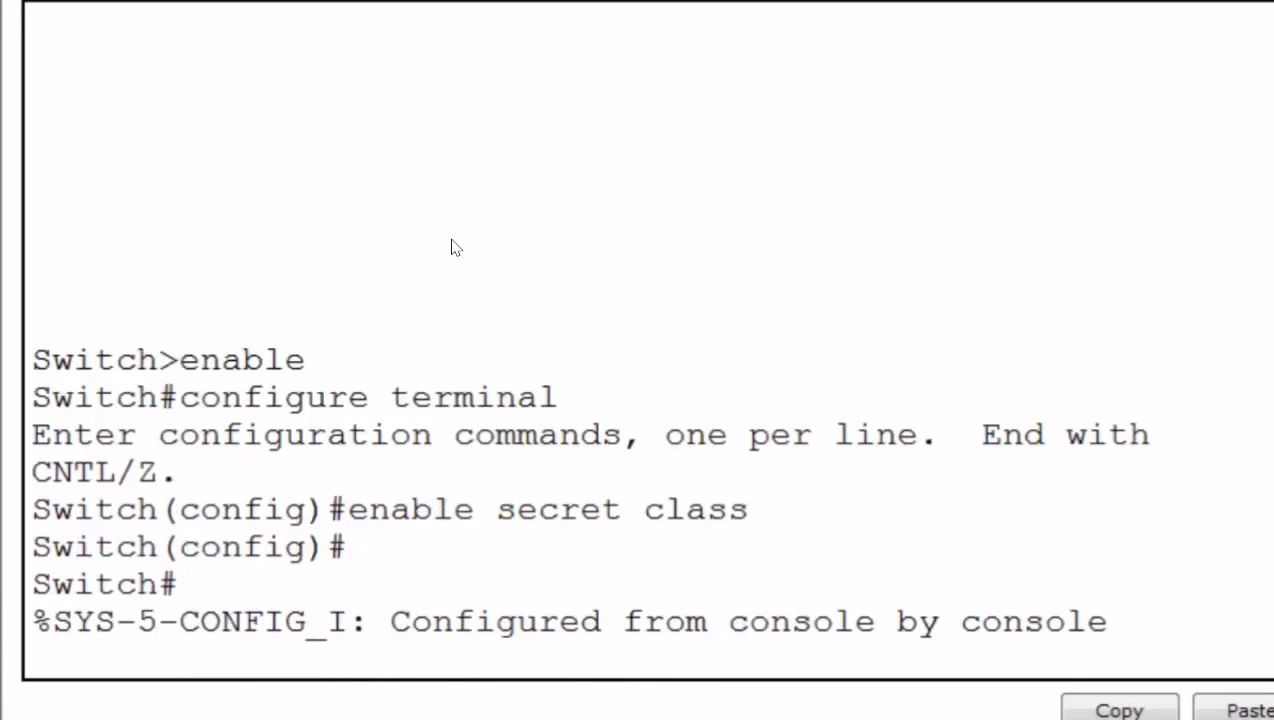 Switch>enable
Switch#configure terminal
Enter configuration commands, one per line.  End with
CNTL/Z.
Switch(config)#enable secret class
Switch(config)#
Switch#
%SYS-5-CONFIG_I: Configured from console by console
Copy
Paste